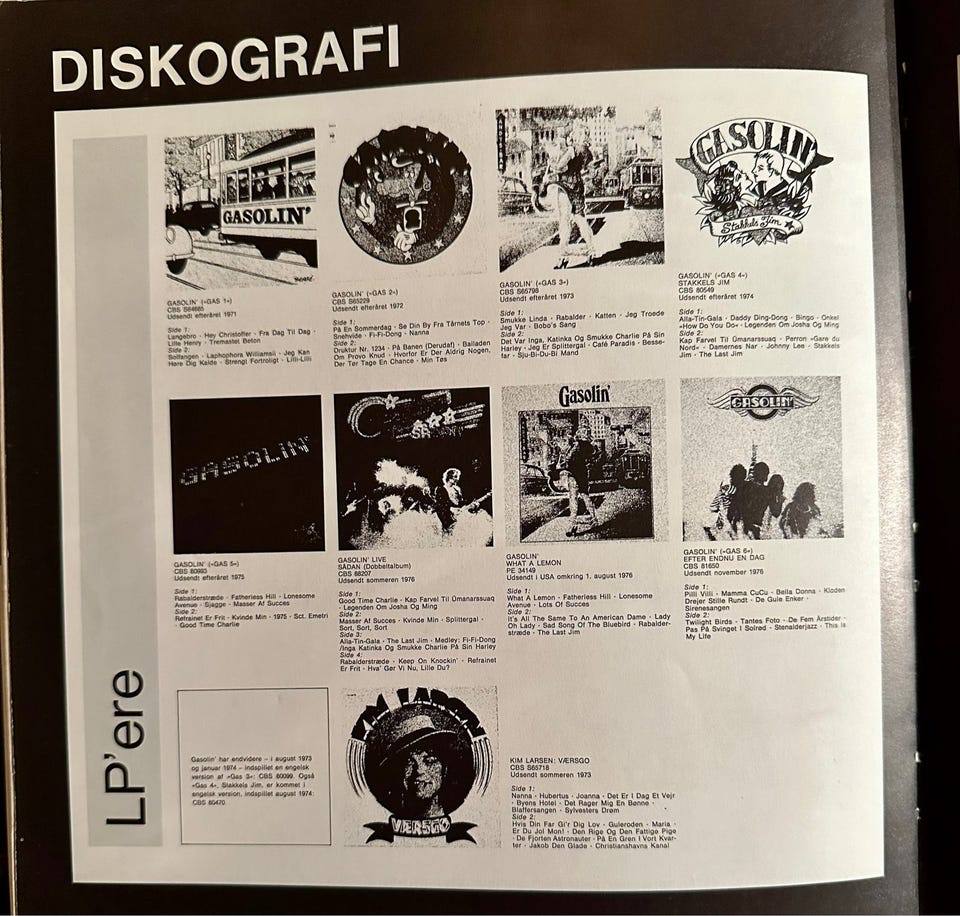 DISKOGRAFI
LP'ere
GASOLIN'
GASOLIN' (»GAS 1«)
CBS S64685
Udsendt efteråret 1971
Side 1:
Langebro · Hey Christoffer · Fra Dag Til Dag ·
Lille Henry · Tremastet Beton
Side 2:
Solfangen · Laphophora Williamsii · Jeg Kan
Høre Dig Kalde · Strengt Fortroligt · Lilli-Lilli
GASOLIN' (»GAS 2«)
CBS S65229
Udsendt efteråret 1972
Side 1:
På En Sommerdag · Se Din By Fra Tårnets Top ·
Snehvide · Fi-Fi-Dong · Nanna
Side 2:
Druktur Nr. 1234 · På Banen (Derudaf) · Balladen
Om Provo Knud · Hvorfor Er Der Aldrig Nogen,
Der Tør Tage En Chance · Min Tøs
GASOLIN' (»GAS 3«)
CBS S65798
Udsendt efteråret 1973
Side 1:
Smukke Linda · Rabalder · Katten · Jeg Troede
Jeg Var · Bobo's Sang
Side 2:
Det Var Inga, Katinka Og Smukke Charlie På Sin
Harley · Jeg Er Splittergal · Café Paradis · Besse-
far · Sju-Bi-Du-Bi Mand
GASOLIN'
Stakkels Jim
GASOLIN' (»GAS 4«)
STAKKELS JIM
CBS 80549
Udsendt efteråret 1974
Side 1:
Alla-Tin-Gala · Daddy Ding-Dong · Bingo · Onkel
»How Do You Do« · Legenden Om Josha Og Ming
Side 2:
Kap Farvel Til Ümanarssuaq · Perron »Gare du
Nord« · Damernes Nar · Johnny Lee · Stakkels
Jim · The Last Jim
GASOLIN'
GASOLIN' (»GAS 5«)
CBS 80993
Udsendt efteråret 1975
Side 1:
Rabalderstræde · Fatherless Hill · Lonesome
Avenue · Sjagge · Masser Af Succes
Side 2:
Refrainet Er Frit · Kvinde Min · 1975 · Sct. Emetri
· Good Time Charlie
GASOLIN' LIVE
SÅDAN (Dobbeltalbum)
CBS 88207
Udsendt sommeren 1976
Side 1:
Good Time Charlie · Kap Farvel Til Ümanarssuaq
· Legenden Om Josha Og Ming
Side 2:
Masser Af Succes · Kvinde Min · Splittergal ·
Sort, Sort, Sort
Side 3:
Alla-Tin-Gala · The Last Jim · Medley: Fi-Fi-Dong
/Inga Katinka Og Smukke Charlie På Sin Harley
Side 4:
Rabalderstræde · Keep On Knockin' · Refrainet
Er Frit · Hva' Gør Vi Nu, Lille Du?
Gasolin'
GASOLIN'
WHAT A LEMON
PE 34149
Udsendt i USA omkring 1. august 1976
Side 1:
What A Lemon · Fatherless Hill · Lonesome
Avenue · Lots Of Succes
Side 2:
It's All The Same To An American Dame · Lady
Oh Lady · Sad Song Of The Bluebird · Rabalder-
stræde · The Last Jim
GASOLIN'
GASOLIN' (»GAS 6«)
EFTER ENDNU EN DAG
CBS 81650
Udsendt november 1976
Side 1:
Pilli Villi · Mamma CuCu · Bella Donna · Kloden
Drejer Stille Rundt · De Gule Enker ·
Sirenesangen
Side 2:
Twilight Birds · Tantes Foto · De Fem Årstider ·
Pas På Svinget I Solrød · Stenalderjazz · This Is
My Life
Gasolin' har endvidere – i august 1973
og januar 1974 – indspillet en engelsk
version af »Gas 3«: CBS 80099. Også
»Gas 4«, Stakkels Jim, er kommet i
engelsk version, indspillet august 1974:
CBS 80470.
KIM LARSEN
VÆRSGO
KIM LARSEN: VÆRSGO
CBS S65718
Udsendt sommeren 1973
Side 1:
Nanna · Hubertus · Joanna · Det Er I Dag Et Vejr
· Byens Hotel · Det Rager Mig En Bønne ·
Blaffersangen · Sylvesters Drøm
Side 2:
Hvis Din Far Gi'r Dig Lov · Guleroden · Maria ·
Er Du Jol Mon! · Den Rige Og Den Fattige Pige
· De Fjorten Astronauter · På En Gren I Vort Kvar-
ter · Jakob Den Glade · Christianshavns Kanal